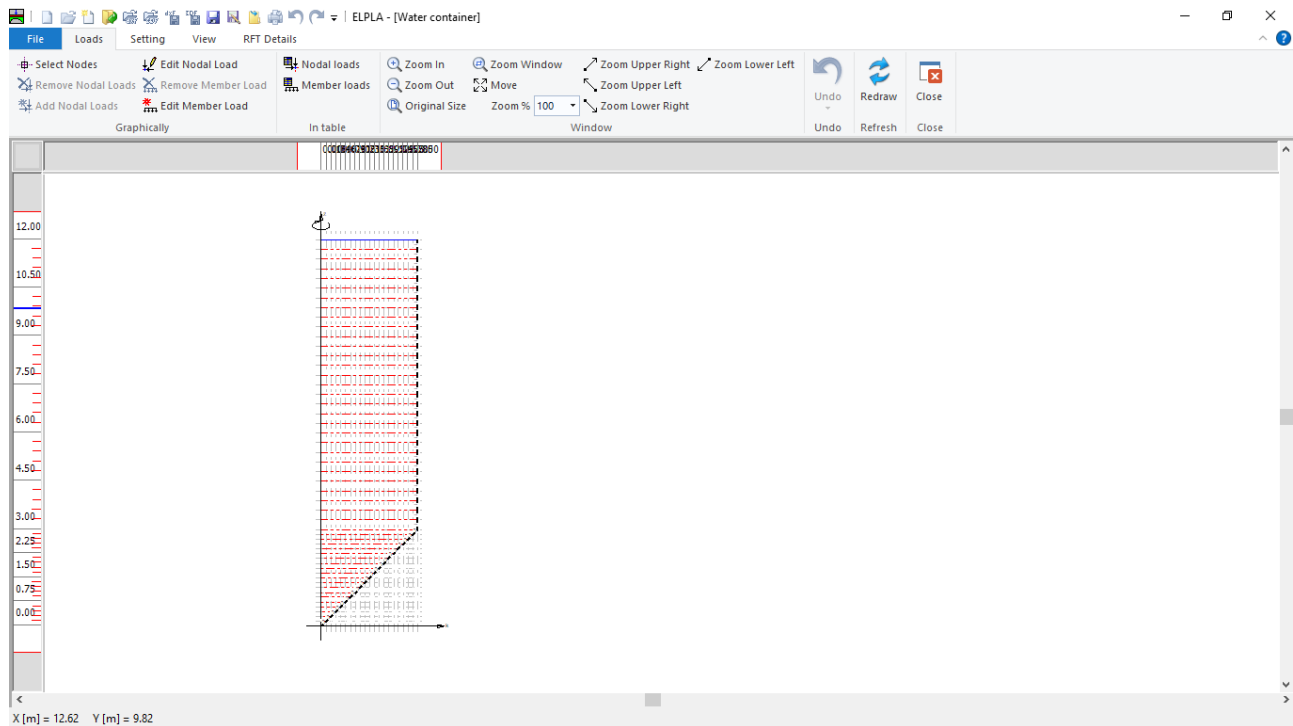 ELPLA - [Water container]
File Loads Setting View RFT Details
Select Nodes Edit Nodal Load Nodal loads Zoom In Zoom Window Zoom Upper Right Zoom Lower Left
Remove Nodal Loads Remove Member Load Member loads Zoom Out Move Zoom Upper Left Undo Redraw Close
Add Nodal Loads Edit Member Load Original Size Zoom % 100 Zoom Lower Right
Graphically In table Window Undo Refresh Close
12.00
10.50
9.00
7.50
6.00
4.50
3.00
2.25
1.50
0.75
0.00
X [m] = 12.62 Y [m] = 9.82